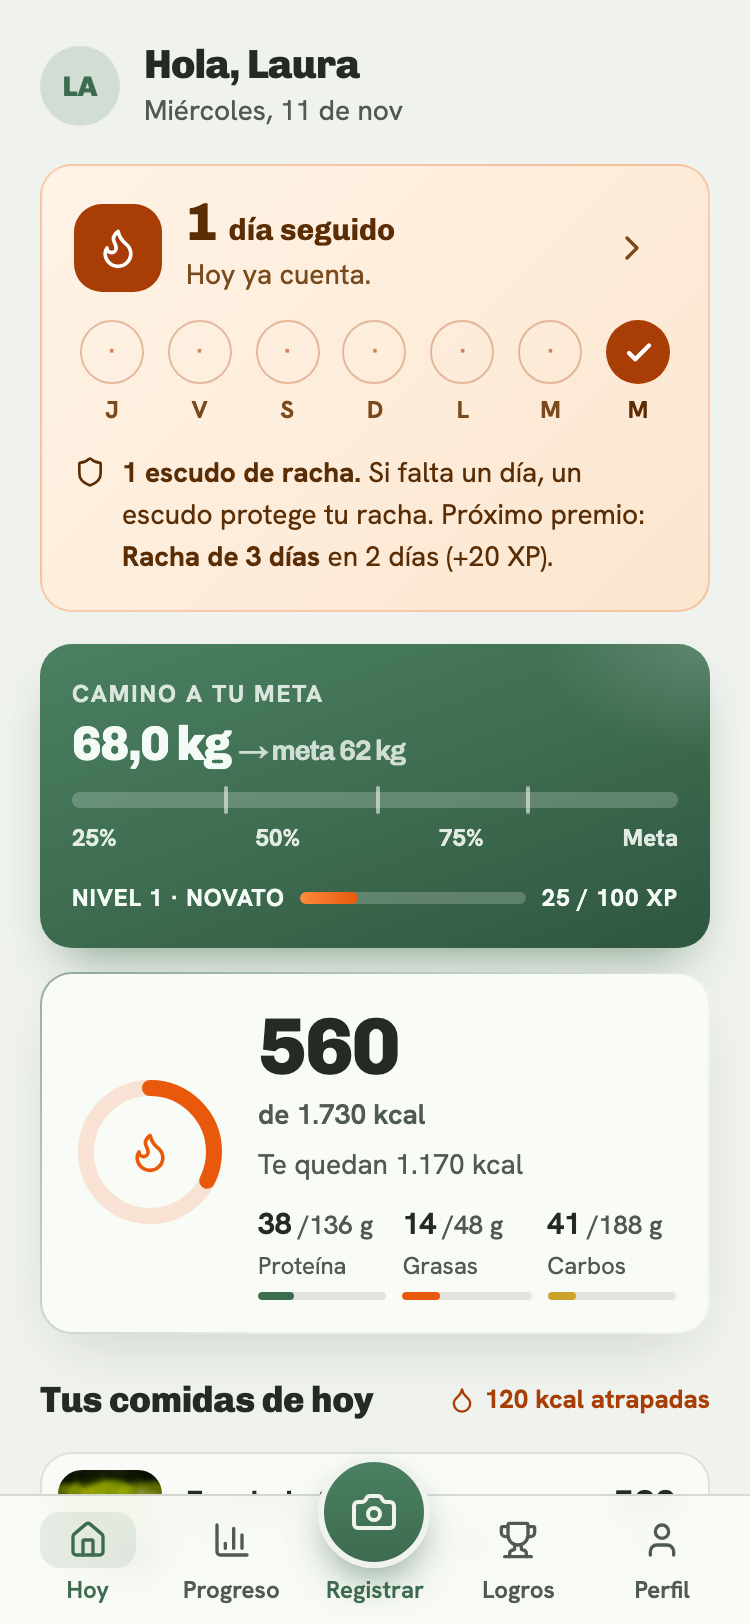 LA
Hola, Laura
Miércoles, 11 de nov
1 día seguido
Hoy ya cuenta.
J V S D L M M
1 escudo de racha. Si falta un día, un
escudo protege tu racha. Próximo premio:
Racha de 3 días en 2 días (+20 XP).
CAMINO A TU META
68,0 kg → meta 62 kg
25% 50% 75% Meta
NIVEL 1 · NOVATO 25 / 100 XP
560
de 1.730 kcal
Te quedan 1.170 kcal
38 /136 g 14 /48 g 41 /188 g
Proteína Grasas Carbos
Tus comidas de hoy 120 kcal atrapadas
Hoy Progreso Registrar Logros Perfil